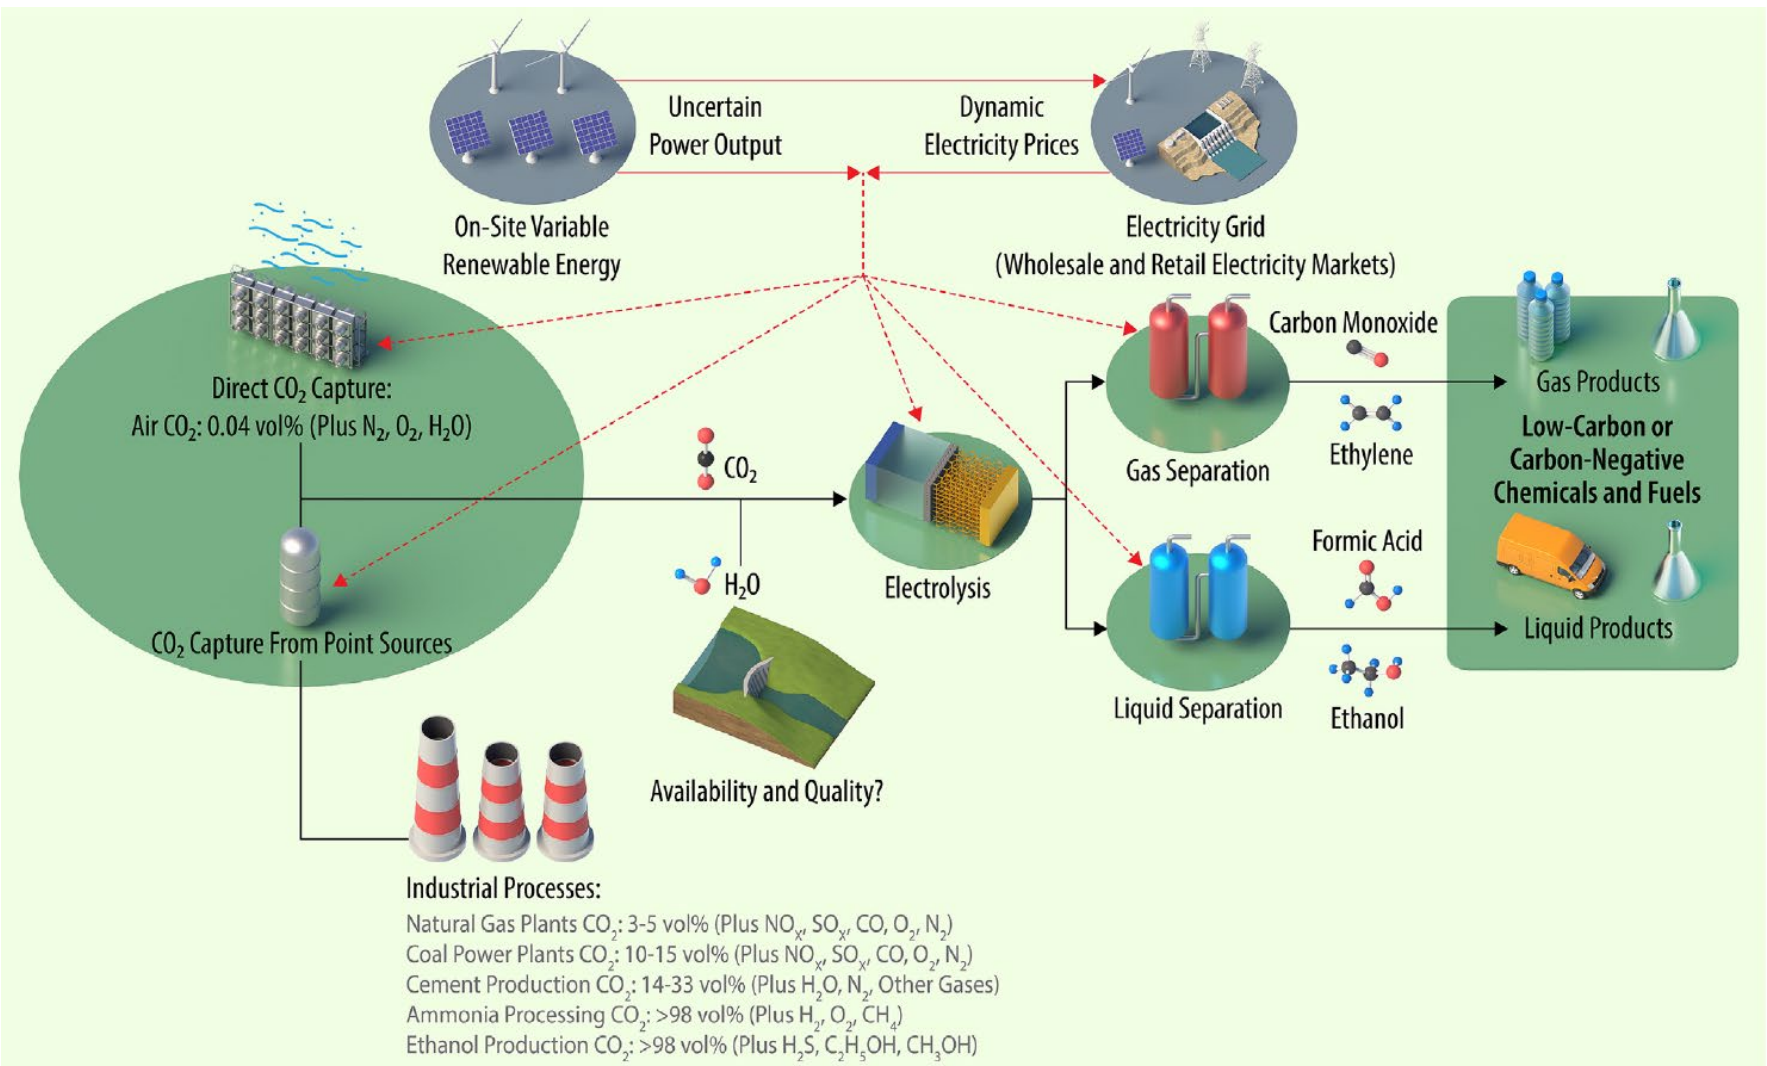 Uncertain
Power Output
Dynamic
Electricity Prices
On-Site Variable
Renewable Energy
Electricity Grid
(Wholesale and Retail Electricity Markets)
Direct CO₂ Capture:
Air CO₂: 0.04 vol% (Plus N₂, O₂, H₂O)
CO₂
H₂O
CO₂ Capture From Point Sources
Electrolysis
Gas Separation
Carbon Monoxide
Ethylene
Gas Products
Low-Carbon or
Carbon-Negative
Chemicals and Fuels
Formic Acid
Liquid Products
Liquid Separation
Ethanol
Availability and Quality?
Industrial Processes:
Natural Gas Plants CO₂: 3-5 vol% (Plus NOₓ, SOₓ, CO, O₂, N₂)
Coal Power Plants CO₂: 10-15 vol% (Plus NOₓ, SOₓ, CO, O₂, N₂)
Cement Production CO₂: 14-33 vol% (Plus H₂O, N₂, Other Gases)
Ammonia Processing CO₂: >98 vol% (Plus H₂, O₂, CH₄)
Ethanol Production CO₂: >98 vol% (Plus H₂S, C₂H₅OH, CH₃OH)